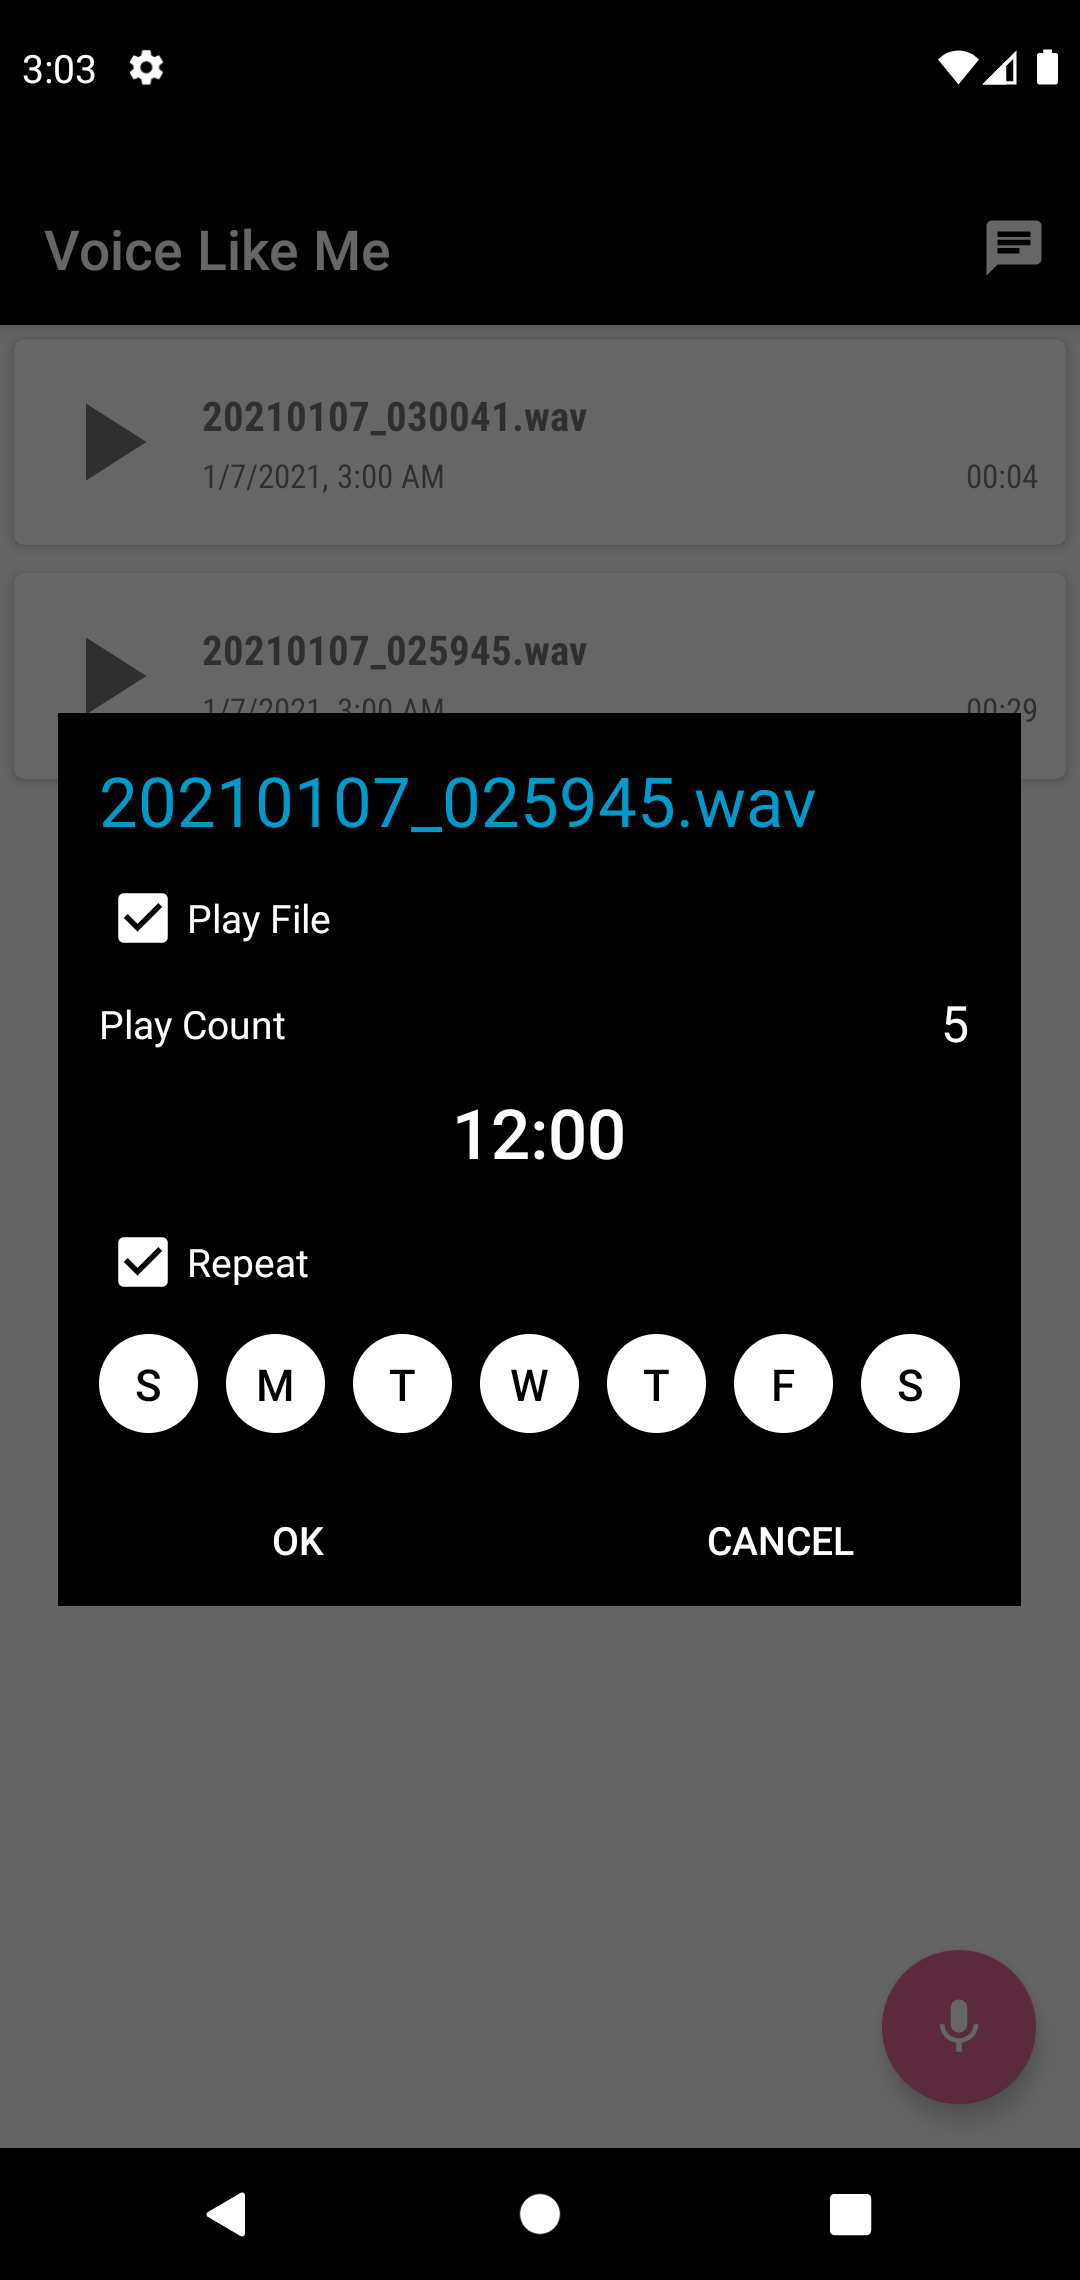 3:03
Voice Like Me
20210107_030041.wav
1/7/2021, 3:00 AM 00:04
20210107_025945.wav
1/7/2021, 3:00 AM 00:29
20210107_025945.wav
Play File
Play Count 5
12:00
Repeat
S M T W T F S
OK CANCEL